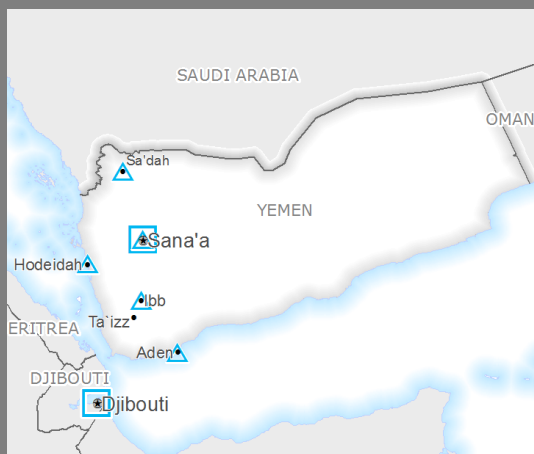 SAUDI ARABIA
OMAN
Sa'dah
YEMEN
Sana'a
Hodeidah
Ibb
Ta`izz
ERITREA
Aden
DJIBOUTI
Djibouti